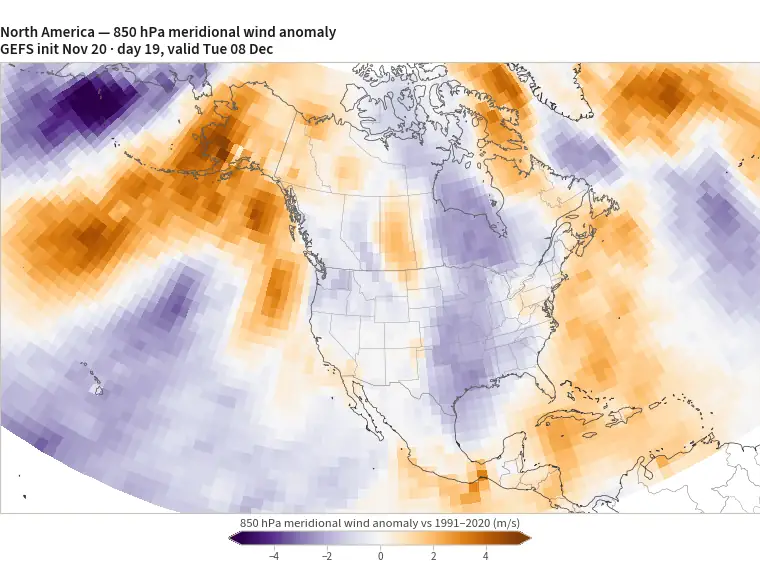 North America — 850 hPa meridional wind anomaly
GEFS init Nov 20 · day 19, valid Tue 08 Dec
850 hPa meridional wind anomaly vs 1991–2020 (m/s)
−4 −2 0 2 4